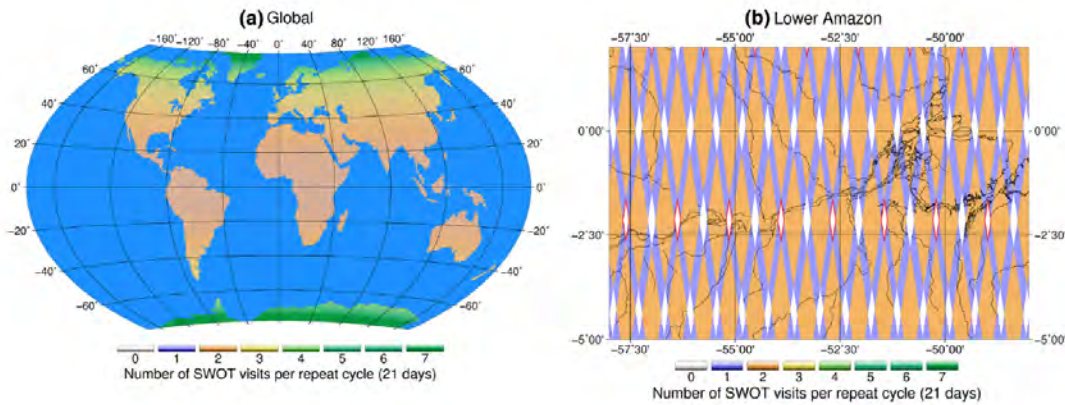 (a) Global
−160˚ −80˚ −40˚ 0˚ 40˚ 80˚ 120˚ 160˚
60˚ 60˚
40˚ 40˚
20˚ 20˚
0˚ 0˚
−20˚ −20˚
−40˚ −40˚
−60˚ −60˚
0 1 2 3 4 5 6 7
Number of SWOT visits per repeat cycle (21 days)
(b) Lower Amazon
−57˚30' −55˚00' −52˚30' −50˚00'
0˚00' 0˚00'
−2˚30' −2˚30'
−5˚00' −5˚00'
−57˚30' −55˚00' −52˚30' −50˚00'
0 1 2 3 4 5 6 7
Number of SWOT visits per repeat cycle (21 days)